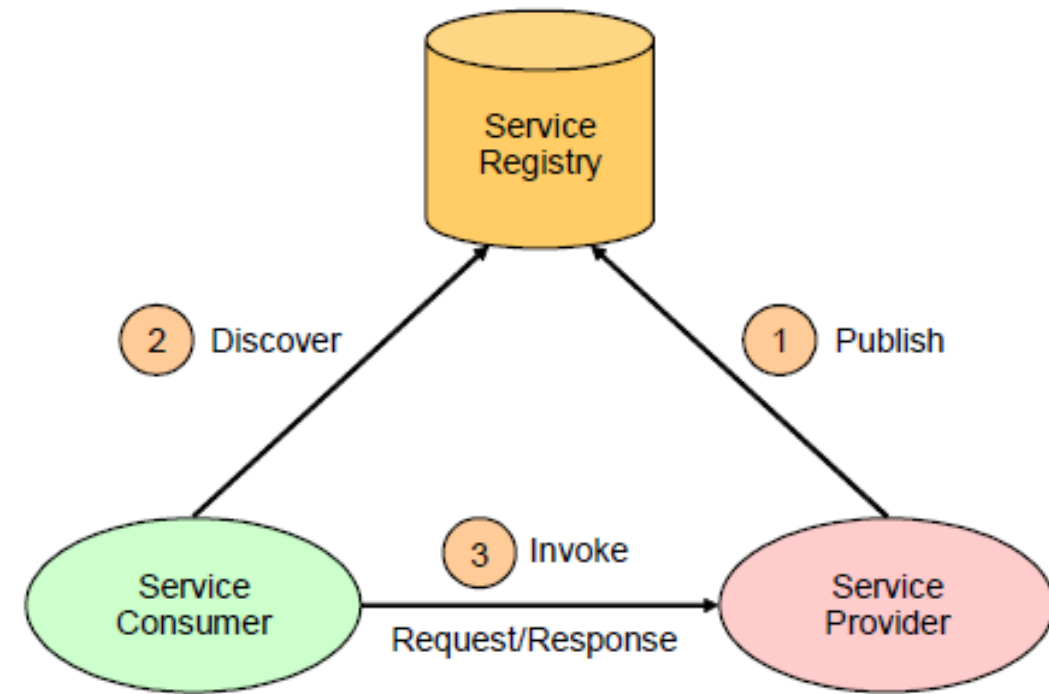 Service
Registry
2 Discover
1 Publish
3 Invoke
Service
Consumer
Request/Response
Service
Provider